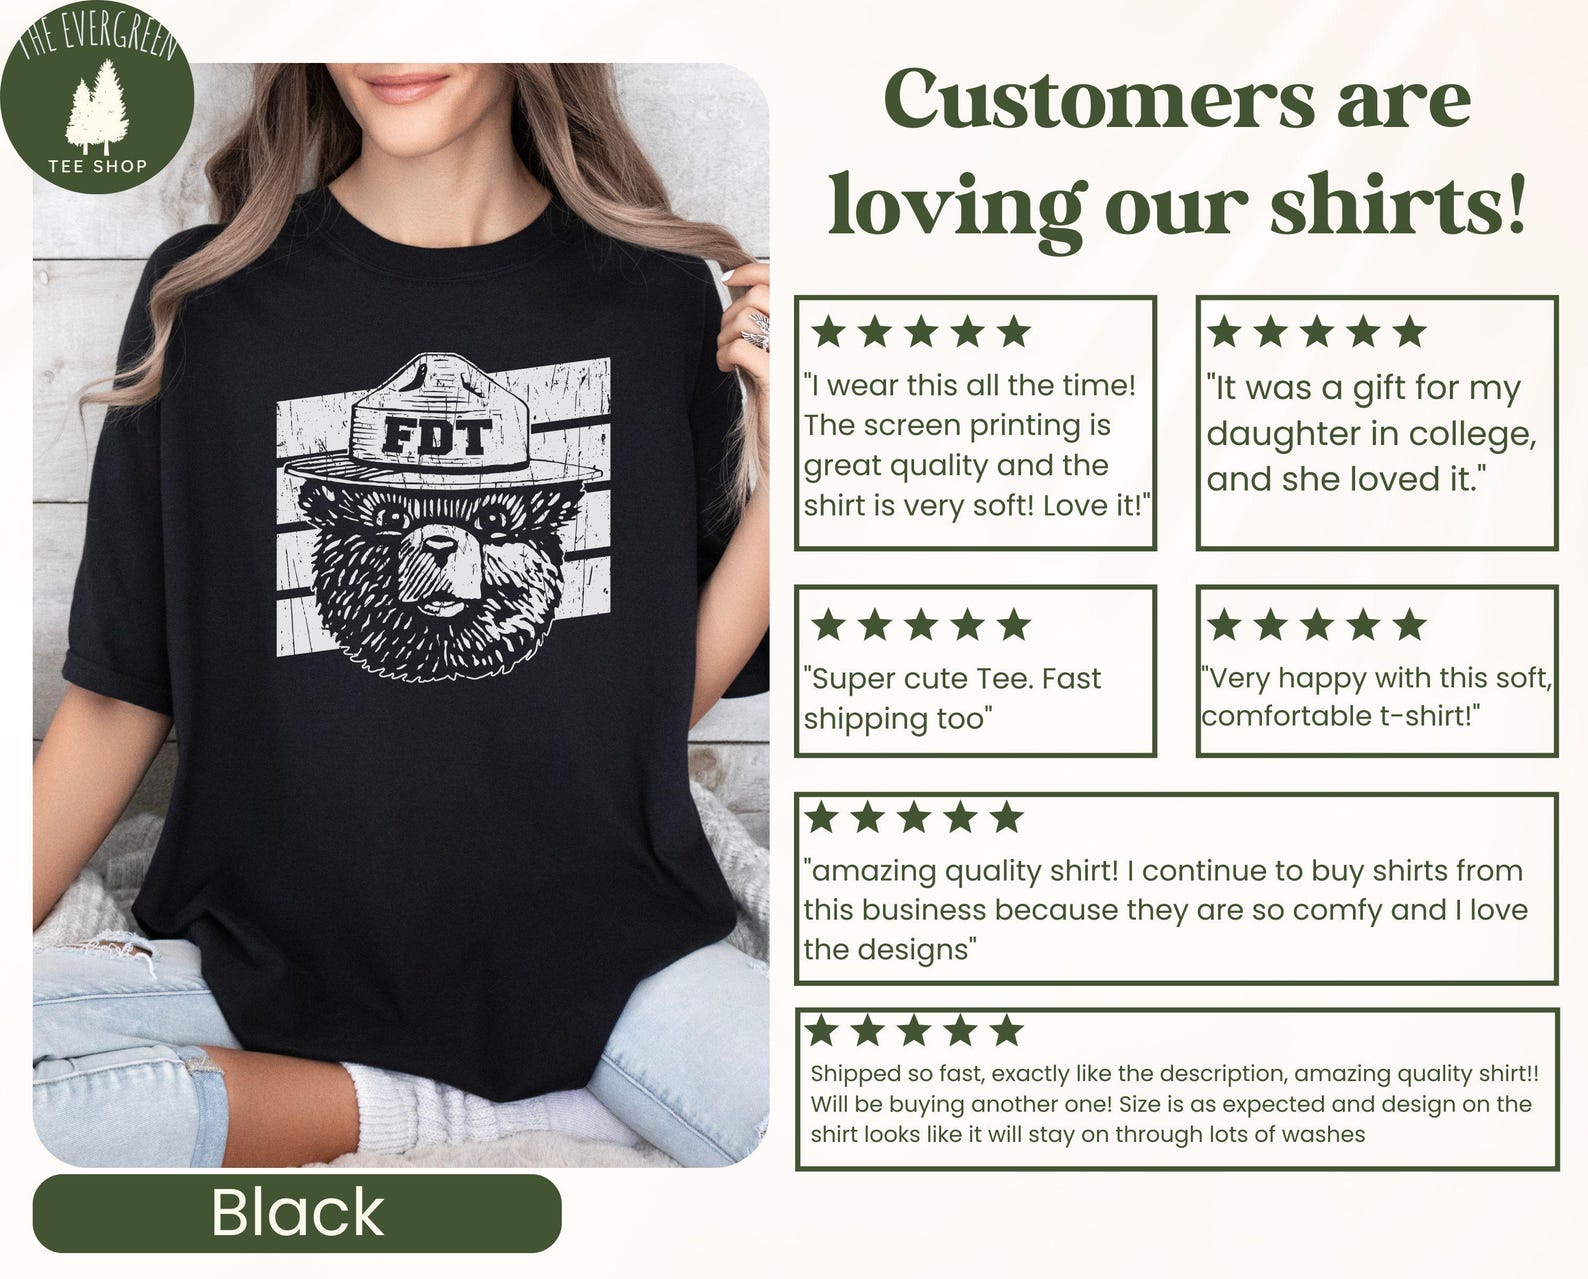 THE EVERGREEN
TEE SHOP
FDT
Black
Customers are
loving our shirts!
"I wear this all the time!
The screen printing is
great quality and the
shirt is very soft! Love it!"
"It was a gift for my
daughter in college,
and she loved it."
"Super cute Tee. Fast
shipping too"
"Very happy with this soft,
comfortable t-shirt!"
"amazing quality shirt! I continue to buy shirts from
this business because they are so comfy and I love
the designs"
Shipped so fast, exactly like the description, amazing quality shirt!!
Will be buying another one! Size is as expected and design on the
shirt looks like it will stay on through lots of washes